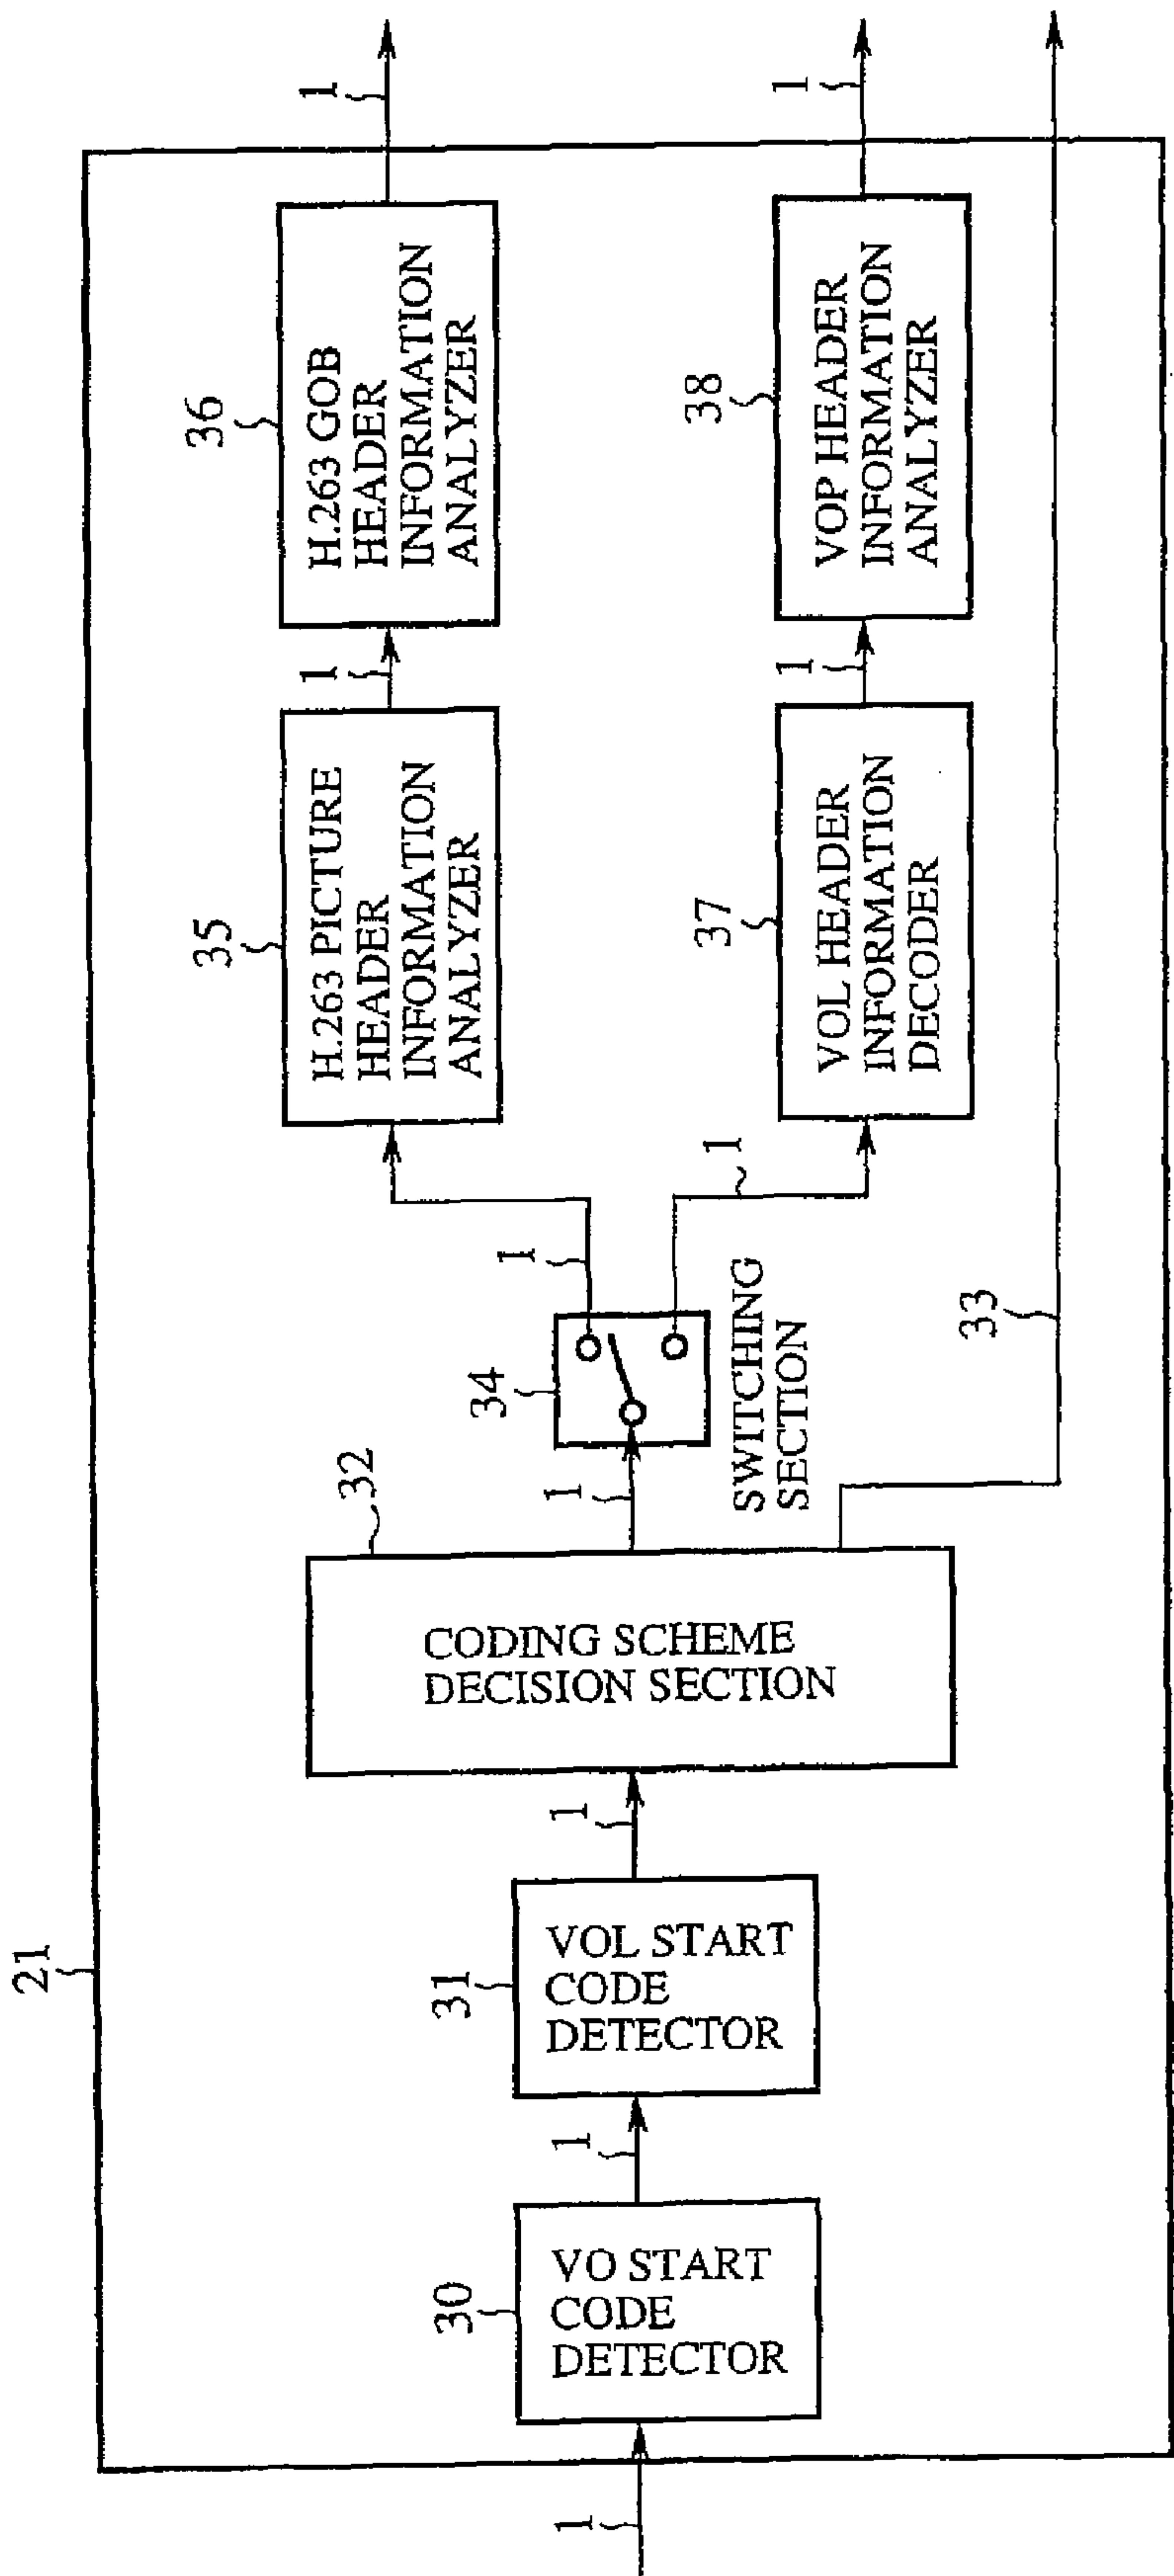 21
1
30
VO START
CODE
DETECTOR
1
31
VOL START
CODE
DETECTOR
1
32
CODING SCHEME
DECISION SECTION
1
34
SWITCHING
SECTION
33
1
35
H.263 PICTURE
HEADER
INFORMATION
ANALYZER
1
36
H.263 GOB
HEADER
INFORMATION
ANALYZER
1
1
37
VOL HEADER
INFORMATION
DECODER
1
38
VOP HEADER
INFORMATION
ANALYZER
1